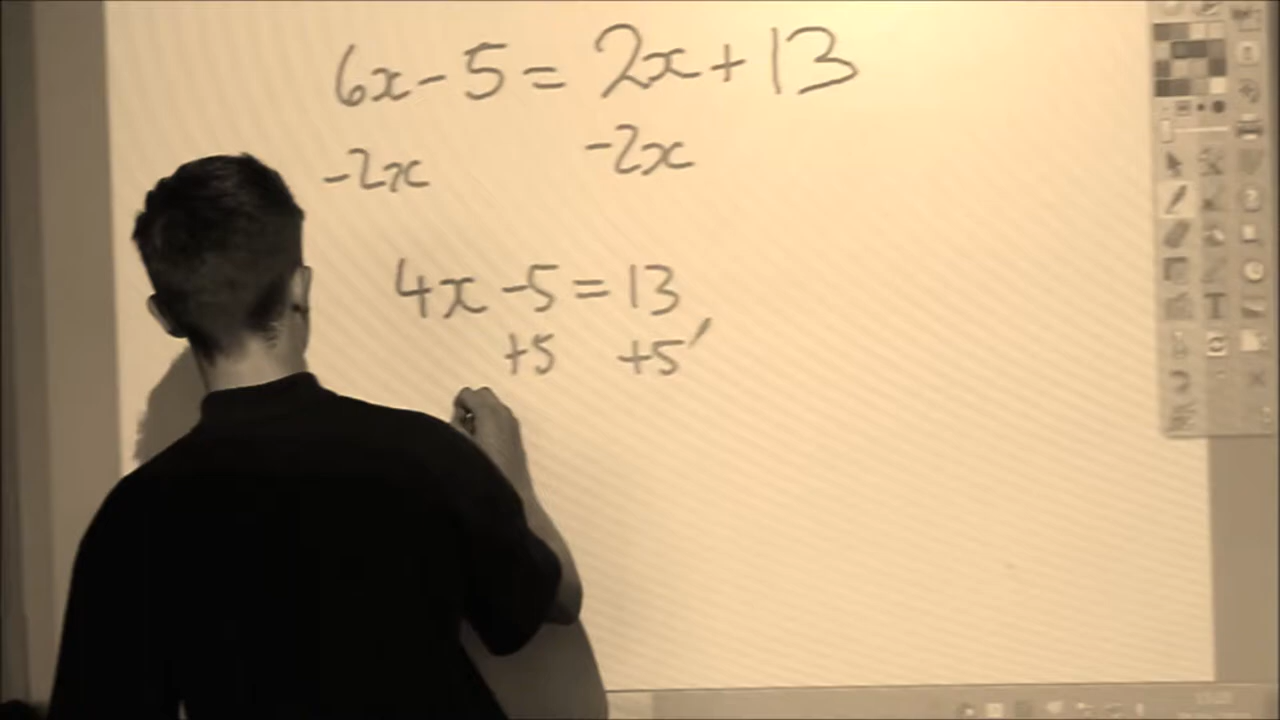 6x - 5 = 2x + 13
-2x -2x
4x - 5 = 13
+5 +5